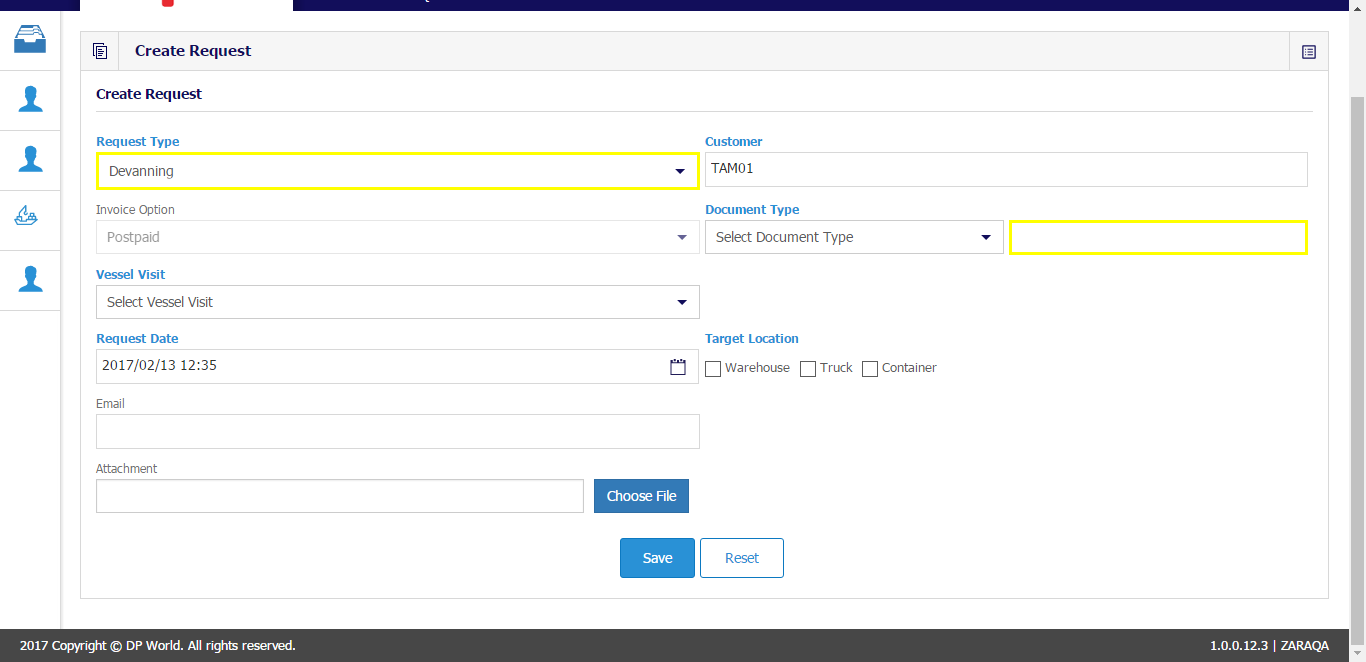 Create Request
Create Request
Request Type
Customer
Devanning
TAM01
Invoice Option
Document Type
Postpaid
Select Document Type
Vessel Visit
Select Vessel Visit
Request Date
Target Location
2017/02/13 12:35
Warehouse Truck Container
Email
Attachment
Choose File
Save Reset
2017 Copyright © DP World. All rights reserved.
1.0.0.12.3 | ZARAQA